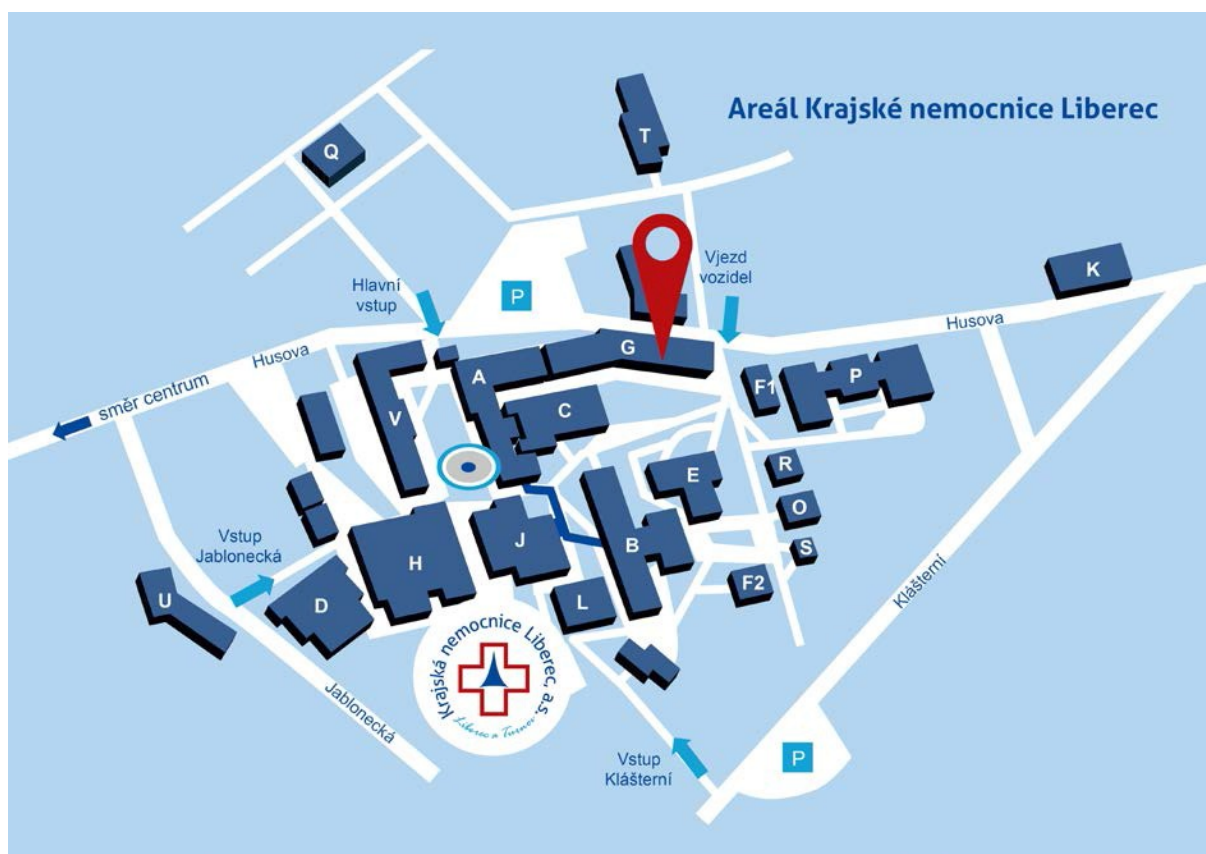 Areál Krajské nemocnice Liberec
Q
T
K
Hlavní
vstup
P
Vjezd
vozidel
Husova
Husova
směr centrum
G
A
V
C
F1
P
E
R
O
S
F2
B
J
H
L
D
U
Vstup
Jablonecká
Jablonecká
Klášterní
Krajská nemocnice Liberec, a.s.
Liberec a Turnov
Vstup
Klášterní
P